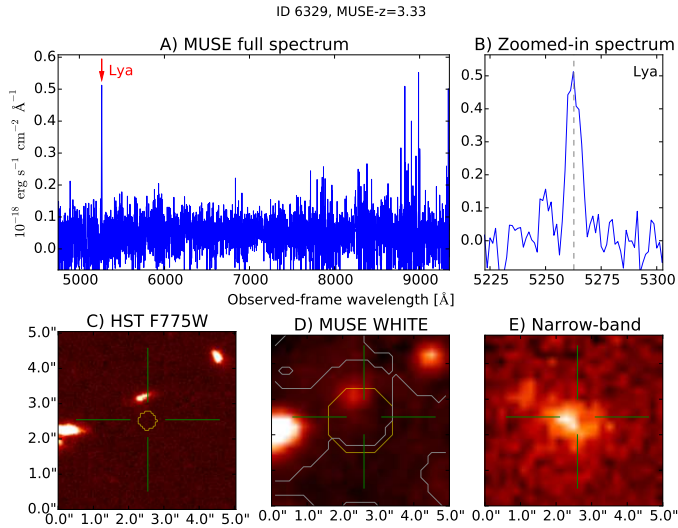 ID 6329, MUSE-z=3.33
A) MUSE full spectrum
B) Zoomed-in spectrum
0.6
0.5
0.4
0.3
0.2
0.1
0.0
10⁻¹⁸ erg s⁻¹ cm⁻² Å⁻¹
Lya
5000 6000 7000 8000 9000
Observed-frame wavelength [Å]
Lya
0.5
0.4
0.3
0.2
0.1
0.0
5225 5250 5275 5300
C) HST F775W
D) MUSE WHITE
E) Narrow-band
5.0"
4.0"
3.0"
2.0"
1.0"
0.0"
0.0" 1.0" 2.0" 3.0" 4.0" 5.0"
0.0" 1.0" 2.0" 3.0" 4.0" 5.0"
0.0" 1.0" 2.0" 3.0" 4.0" 5.0"